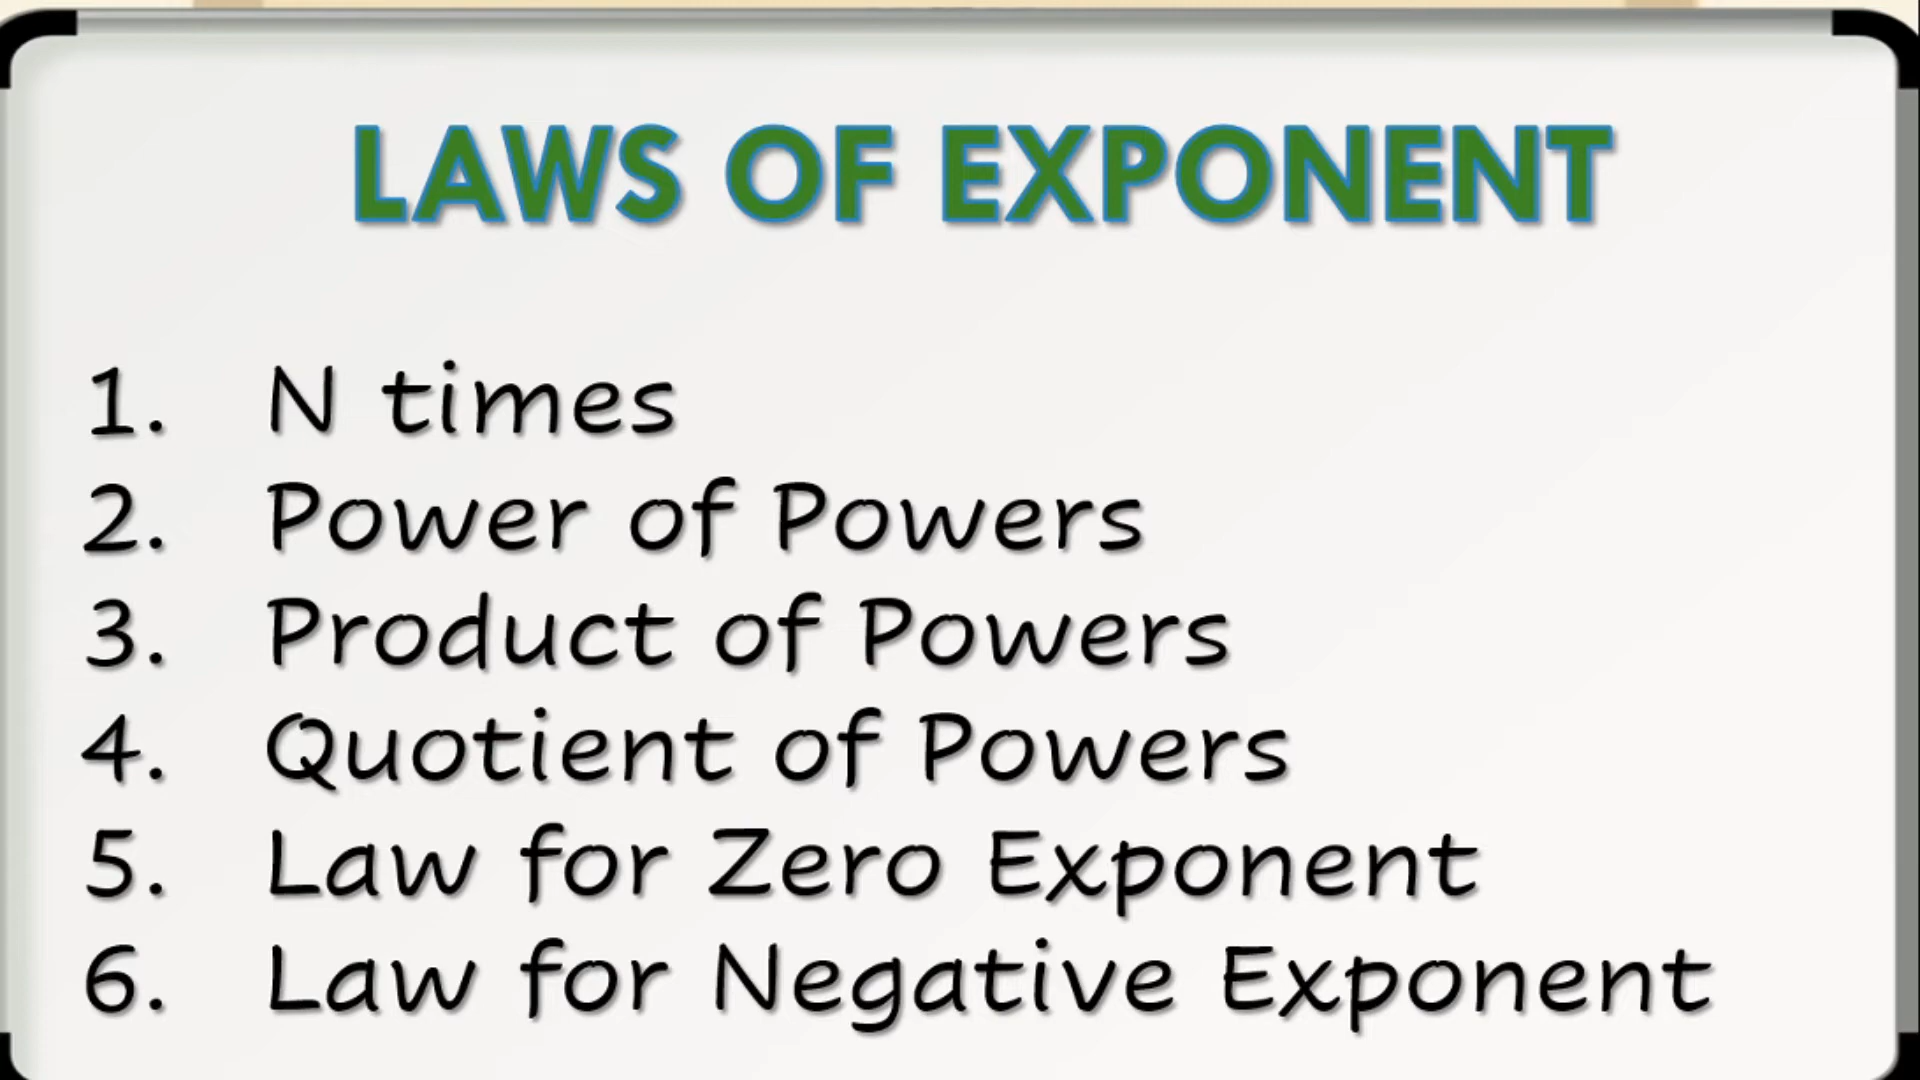 LAWS OF EXPONENT
1. N times
2. Power of Powers
3. Product of Powers
4. Quotient of Powers
5. Law for Zero Exponent
6. Law for Negative Exponent